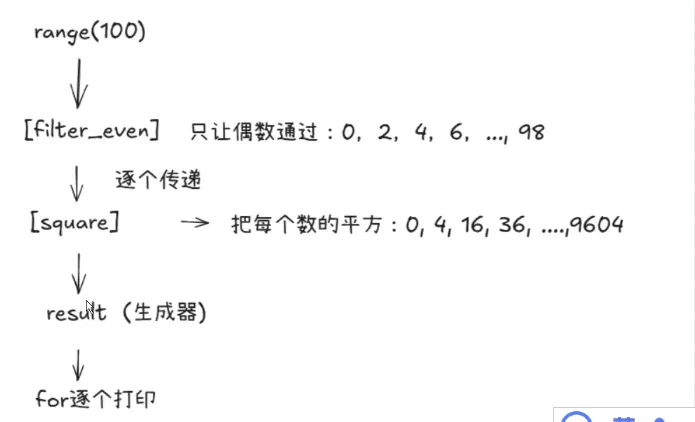 range(100)
[filter_even] 只让偶数通过：0, 2, 4, 6, ..., 98
逐个传递
[square] → 把每个数的平方：0, 4, 16, 36, ....,9604
result (生成器)
for逐个打印